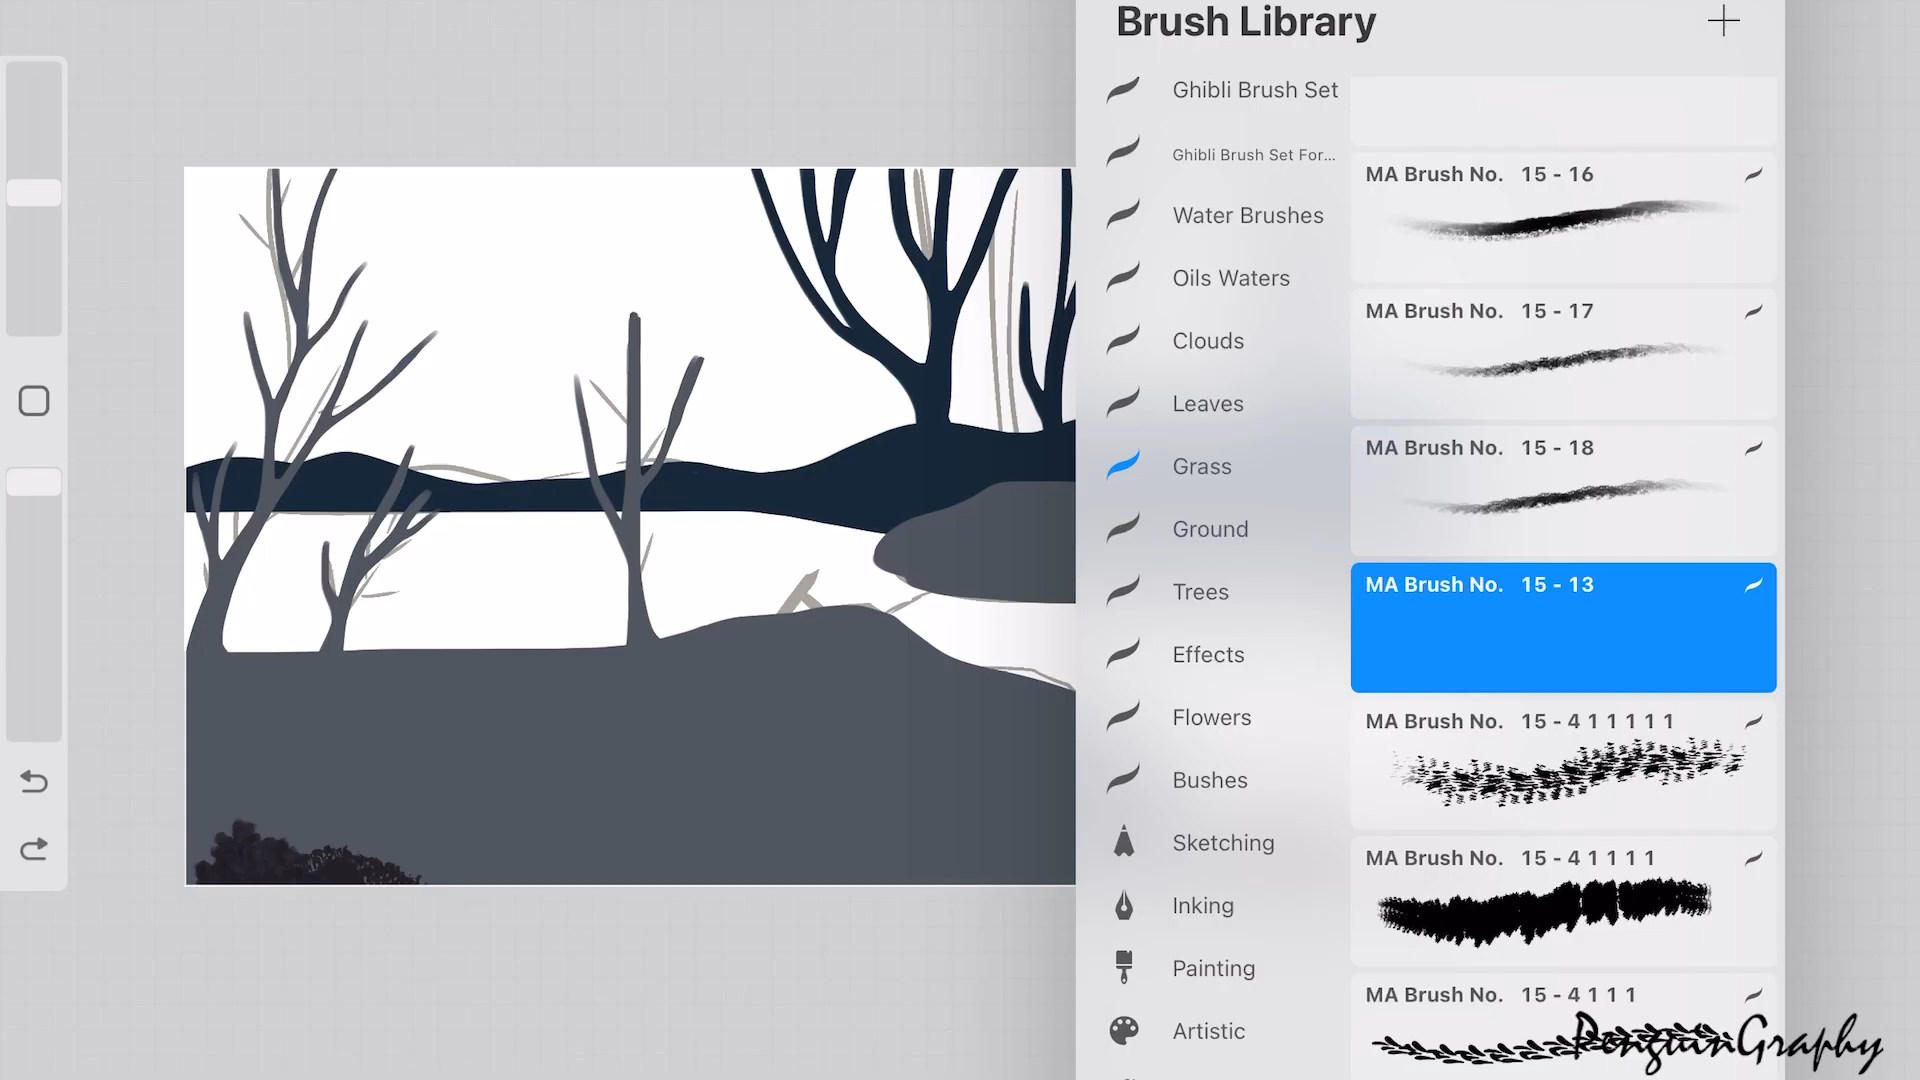 Brush Library
Ghibli Brush Set
Ghibli Brush Set For...
Water Brushes
Oils Waters
Clouds
Leaves
Grass
Ground
Trees
Effects
Flowers
Bushes
Sketching
Inking
Painting
Artistic
MA Brush No. 15 - 16
MA Brush No. 15 - 17
MA Brush No. 15 - 18
MA Brush No. 15 - 13
MA Brush No. 15 - 4 1 1 1 1 1
MA Brush No. 15 - 4 1 1 1 1
MA Brush No. 15 - 4 1 1 1
PenguinGraphy